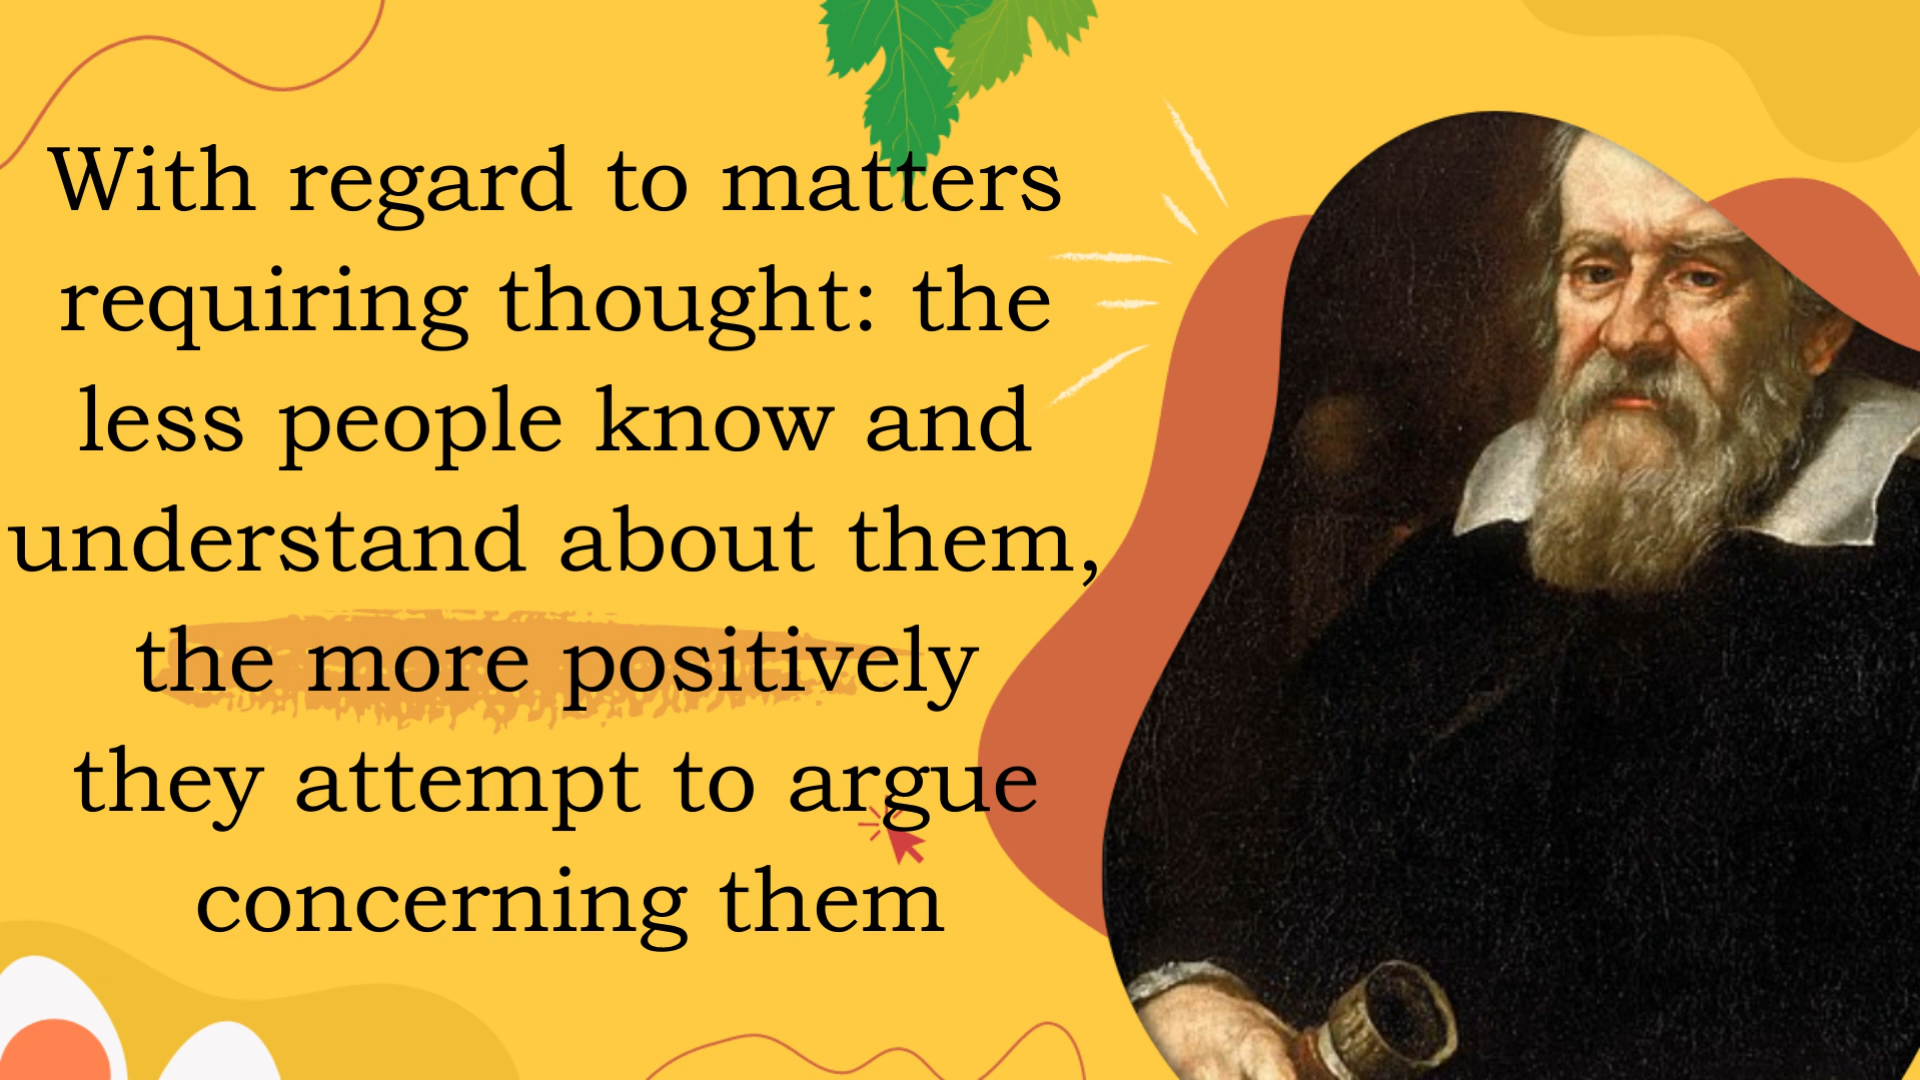 With regard to matters
requiring thought: the
less people know and
understand about them,
the more positively
they attempt to argue
concerning them